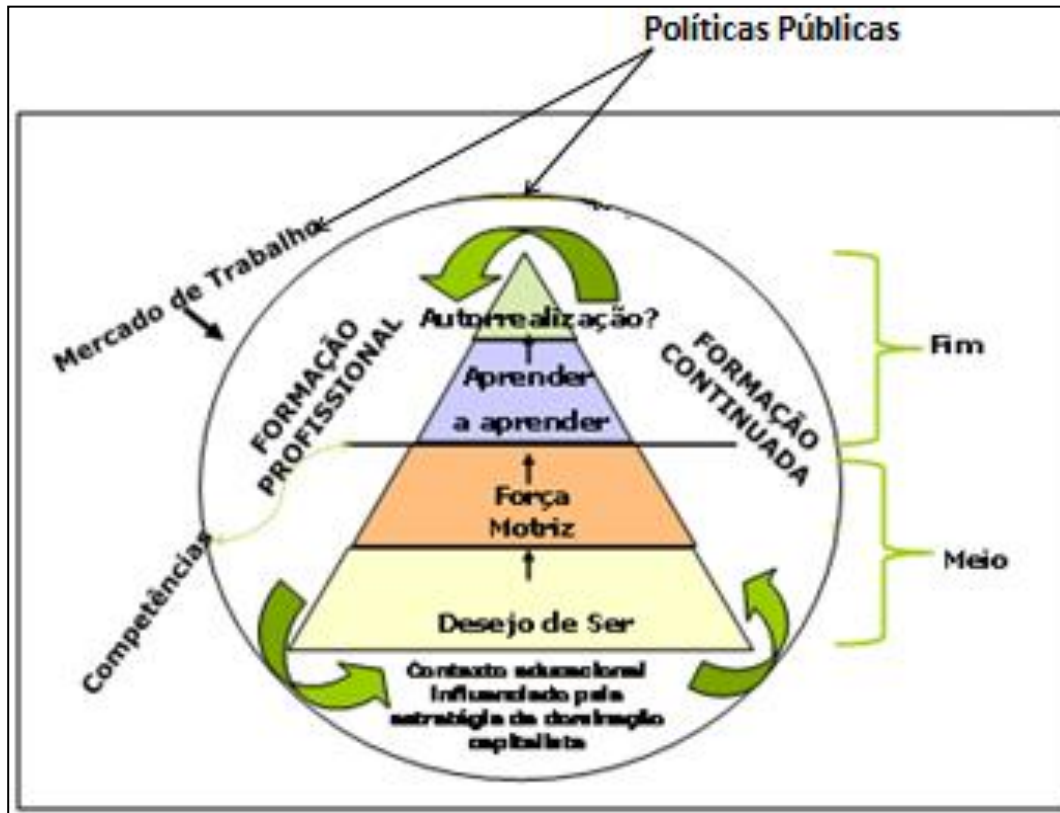 Políticas Públicas
Mercado de Trabalho
FORMAÇÃO
PROFISSIONAL
Autorrealização?
FORMAÇÃO
CONTINUADA
Aprender
a aprender
Fim
Força
Motriz
Meio
Competências
Desejo de Ser
Contexto educacional
influenciado pela
estratégia da dominação
capitalista